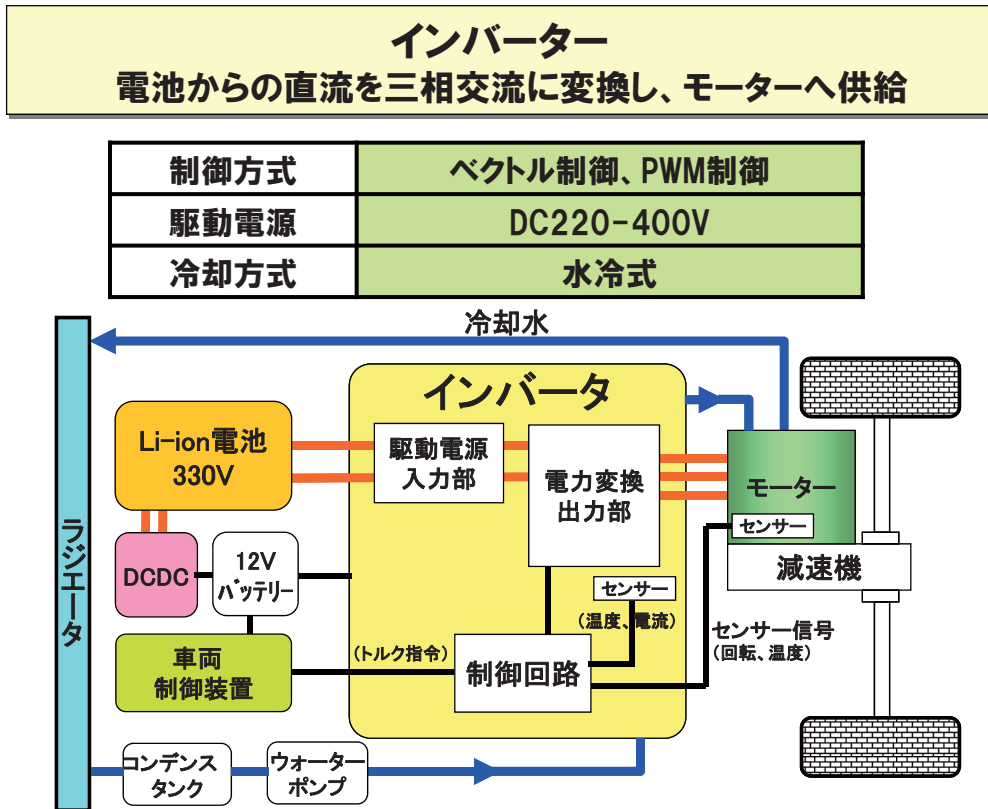 インバーター
電池からの直流を三相交流に変換し、モーターへ供給
制御方式
ベクトル制御、PWM制御
駆動電源
DC220-400V
冷却方式
水冷式
冷却水
インバータ
Li-ion電池
330V
駆動電源
入力部
電力変換
出力部
モーター
センサー
減速機
ラジエータ
DCDC
12V
バッテリー
センサー
(温度、電流)
センサー信号
(回転、温度)
車両
制御装置
(トルク指令)
制御回路
コンデンス
タンク
ウォーター
ポンプ